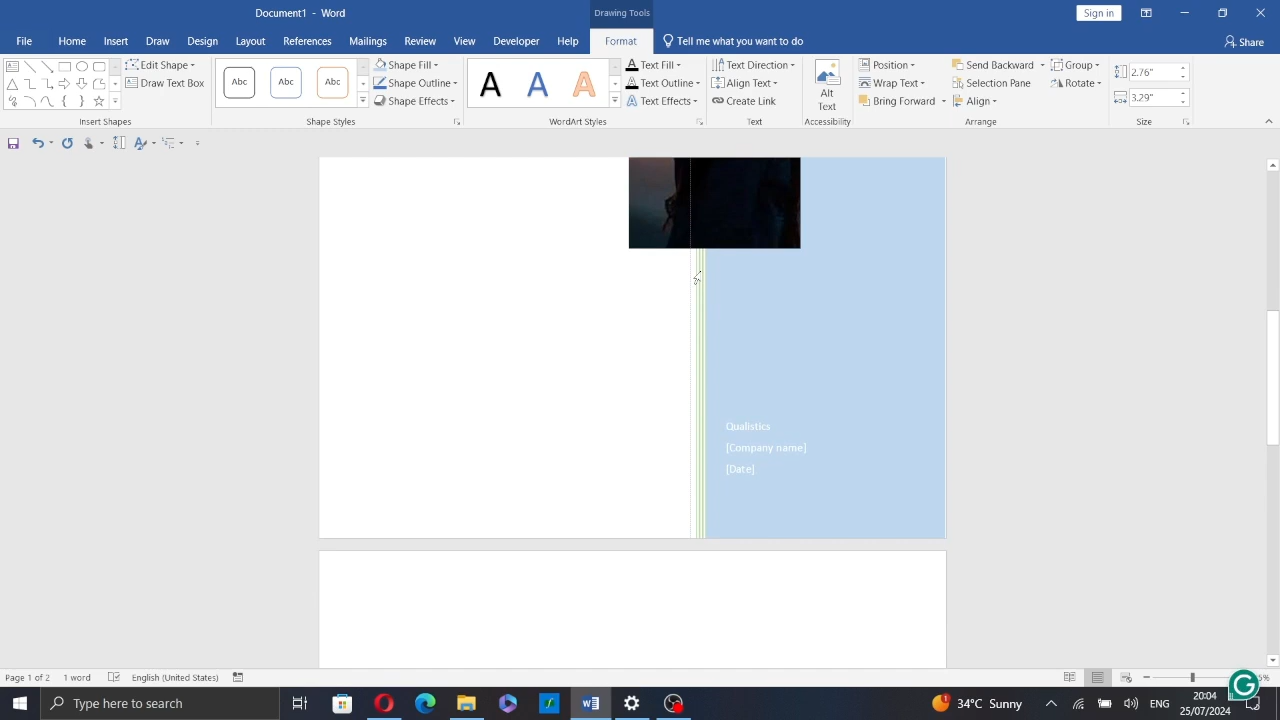 Drawing Tools
Document1 - Word
Sign in
File Home Insert Draw Design Layout References Mailings Review View Developer Help Format Tell me what you want to do Share
Edit Shape
Draw Text Box
Insert Shapes
Abc Abc Abc
Shape Fill
Shape Outline
Shape Effects
Shape Styles
A A A
Text Fill
Text Outline
Text Effects
WordArt Styles
Text Direction
Align Text
Create Link
Text
Alt
Text
Accessibility
Position
Wrap Text
Bring Forward
Send Backward
Selection Pane
Align
Group
Rotate
Arrange
2.76"
3.29"
Size
Qualistics
[Company name]
[Date]
Page 1 of 2 1 word English (United States)
Type here to search
1
34°C Sunny
20:04
25/07/2024